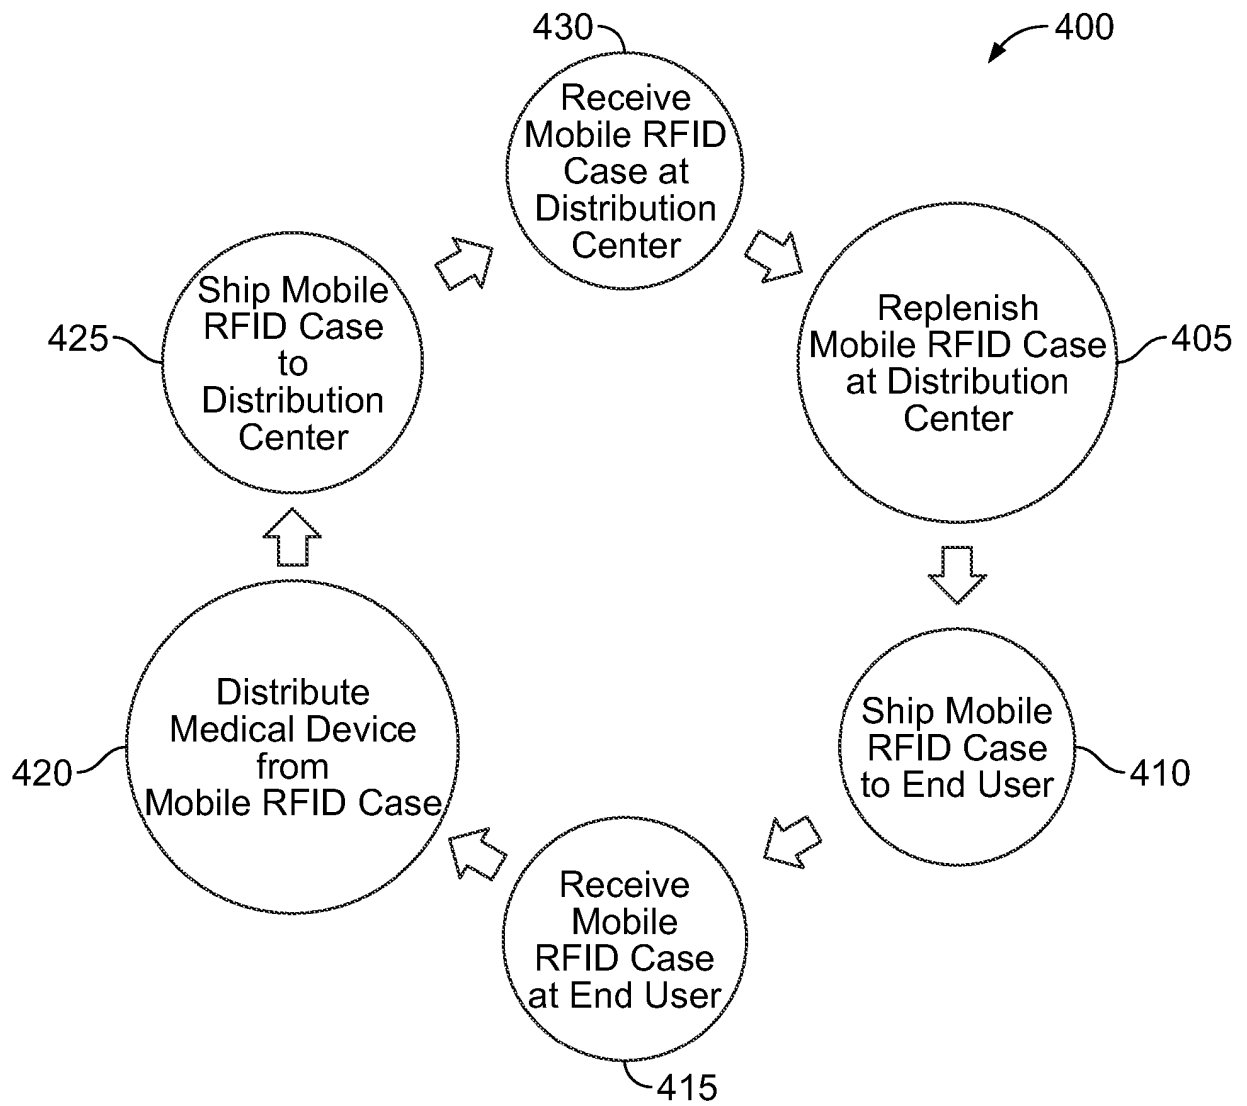 430
400
Receive
Mobile RFID
Case at
Distribution
Center
Ship Mobile
RFID Case
to
Distribution
Center
425
Replenish
Mobile RFID Case
at Distribution
Center
405
Distribute
Medical Device
from
Mobile RFID Case
420
Ship Mobile
RFID Case
to End User
410
Receive
Mobile
RFID Case
at End User
415